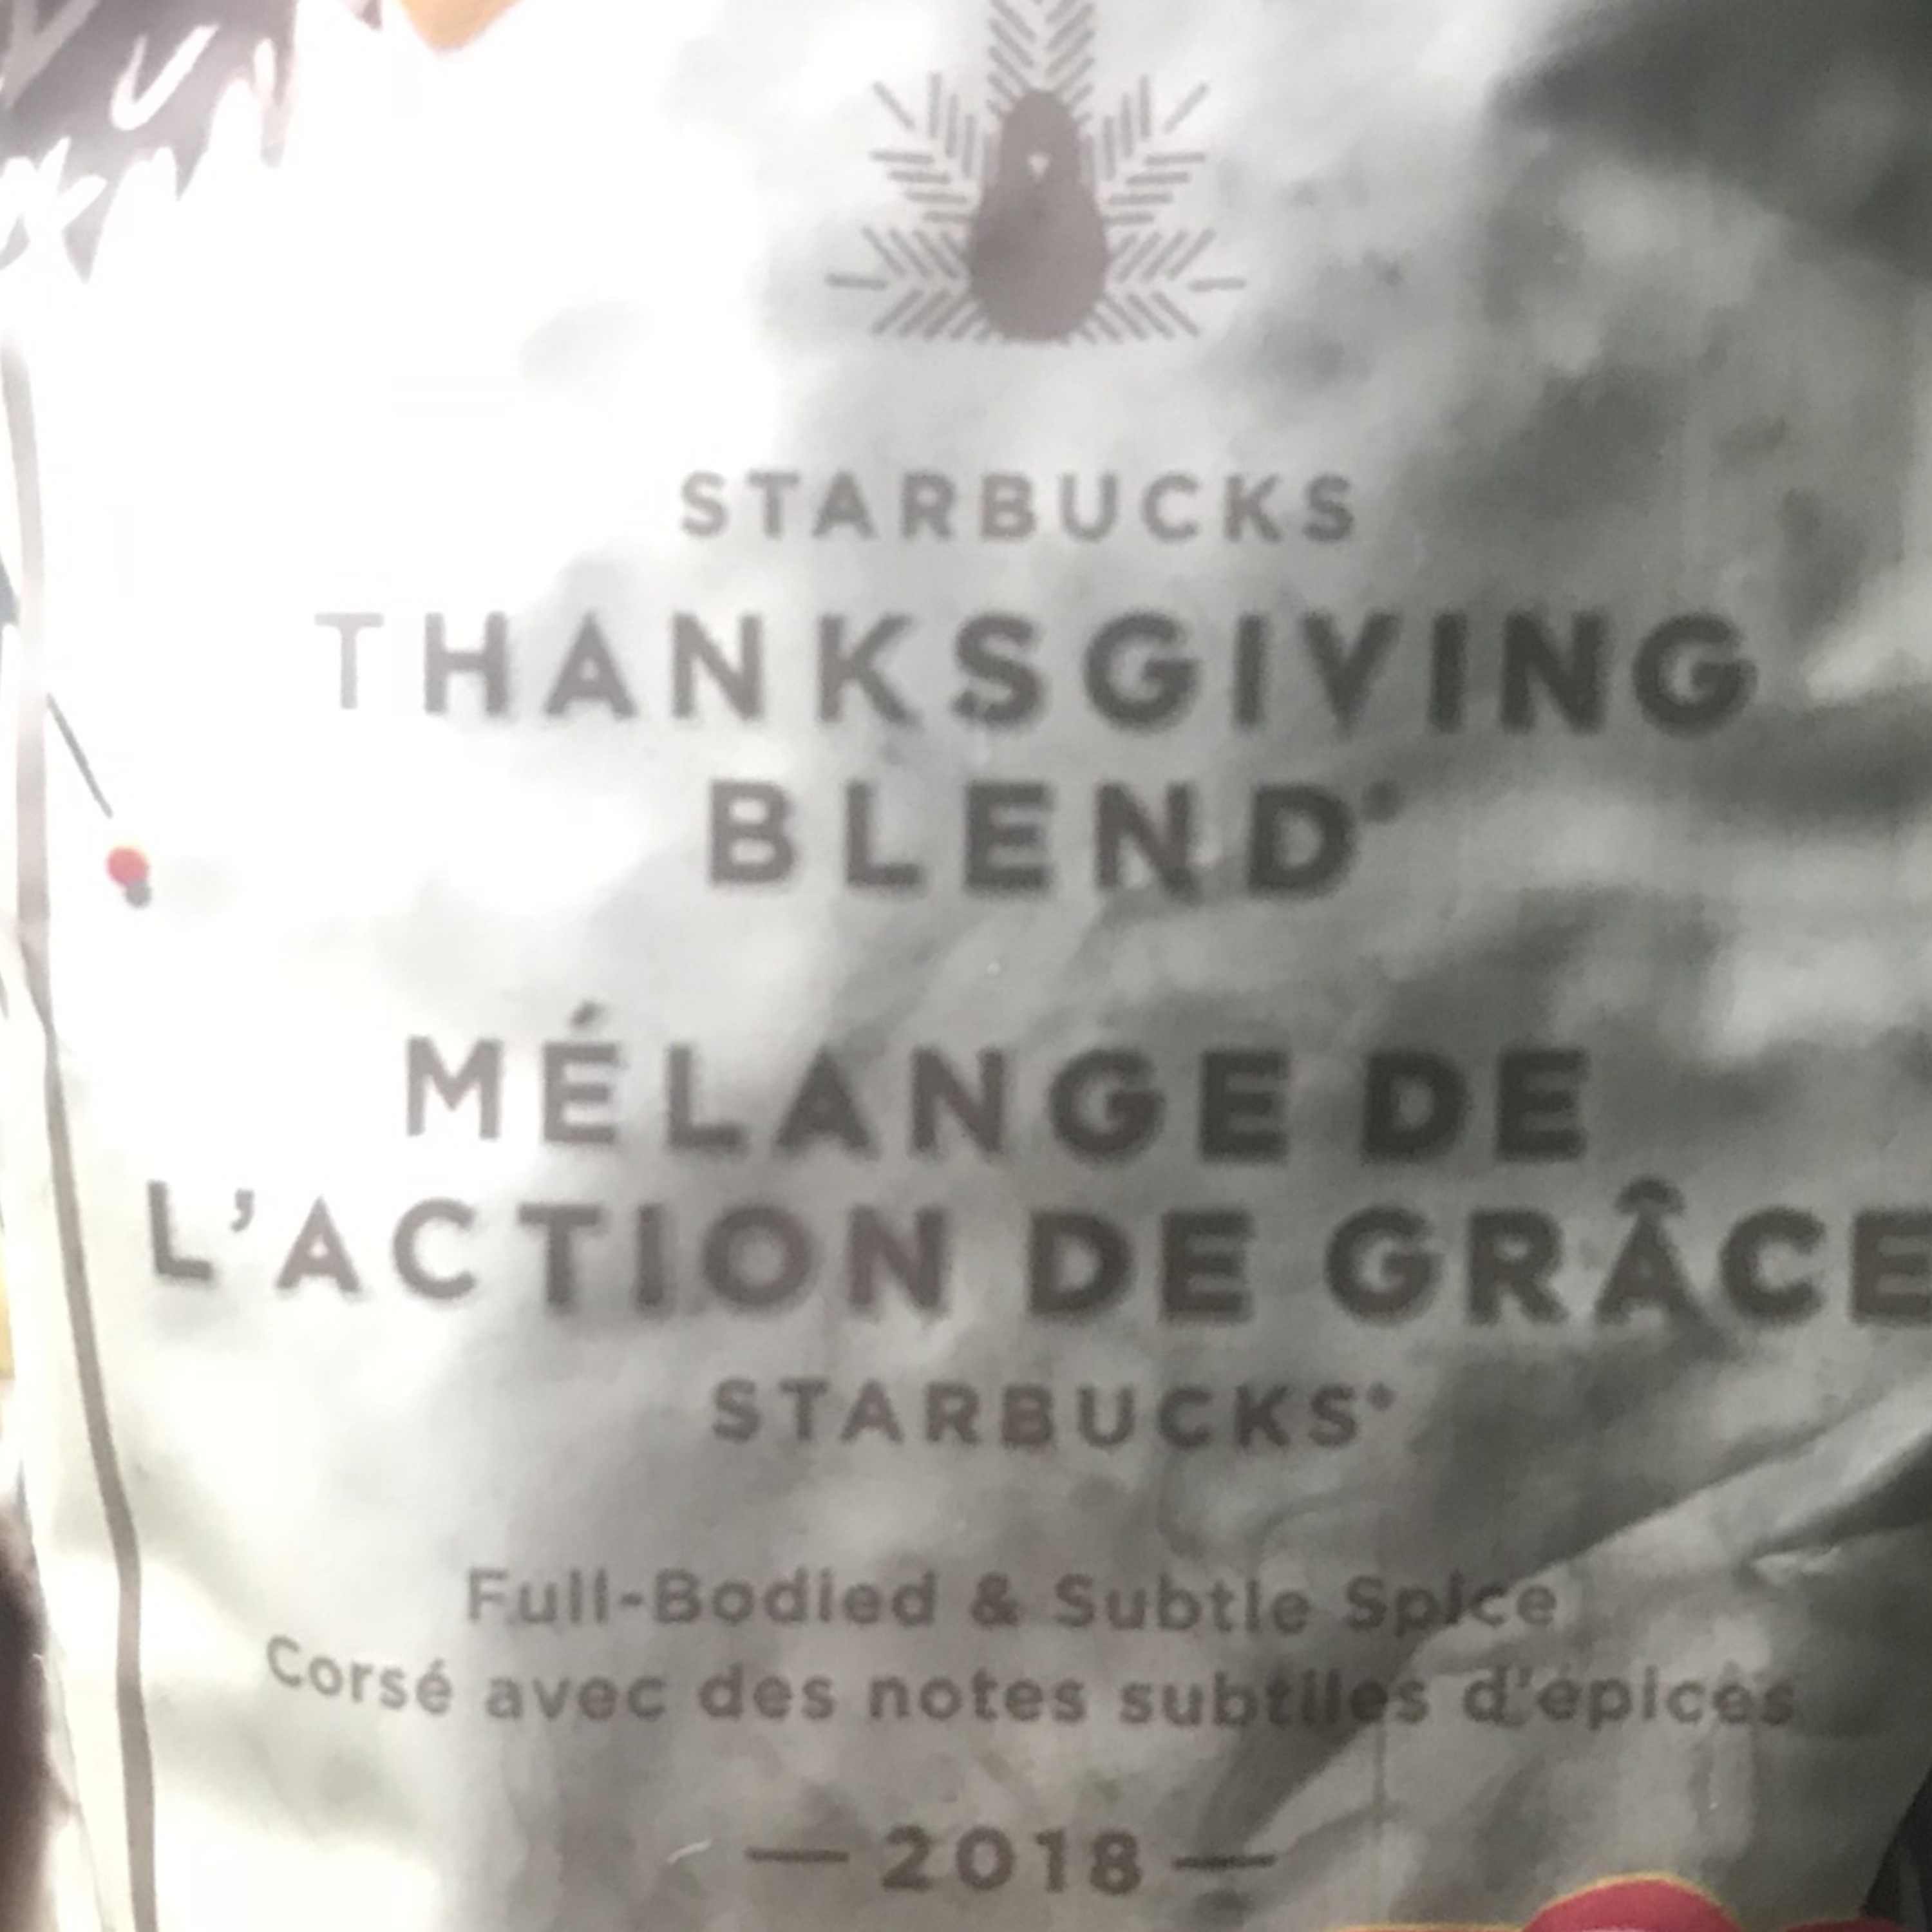 STARBUCKS
THANKSGIVING
BLEND®
MÉLANGE DE
L'ACTION DE GRÂCE
STARBUCKS®
Full-Bodied & Subtle Spice
Corsé avec des notes subtiles d'épices
— 2018 —